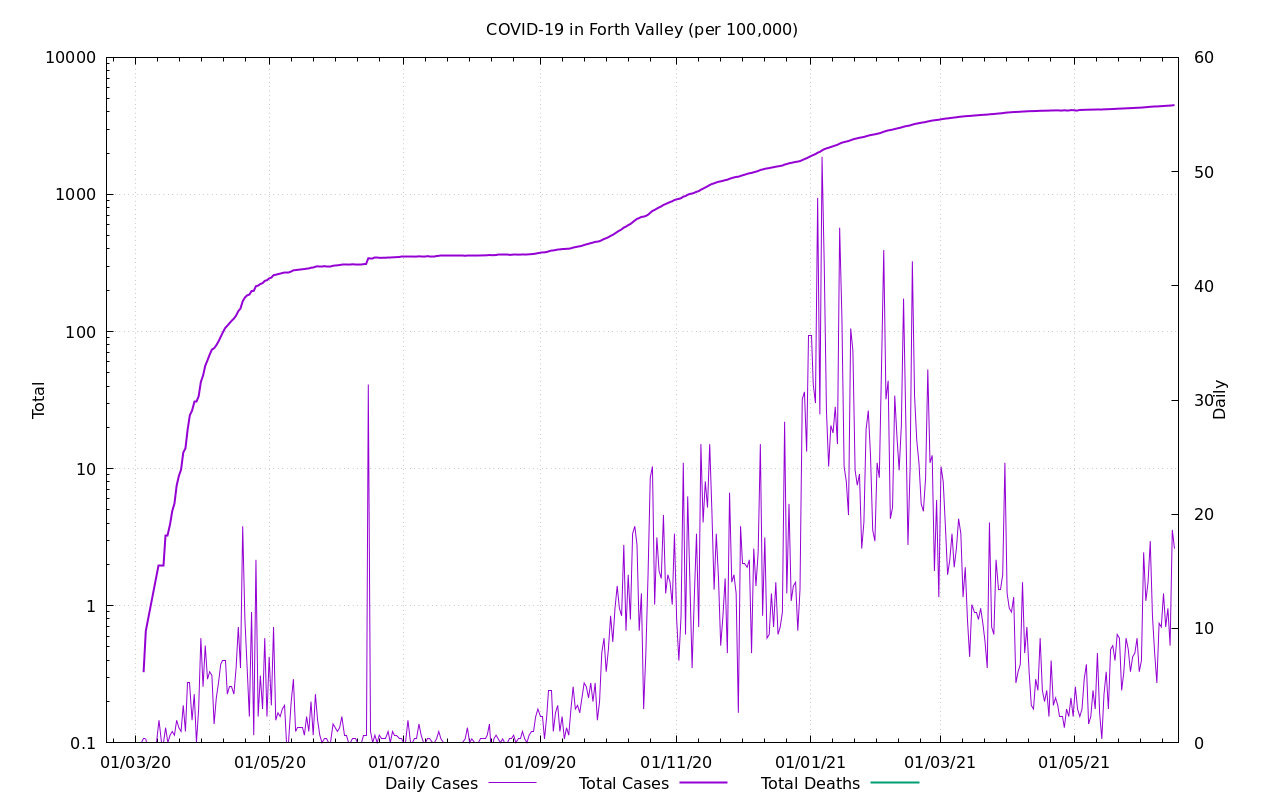 COVID-19 in Forth Valley (per 100,000)
10000
1000
100
10
1
0.1
Total
60
50
40
30
20
10
0
Daily
01/03/20 01/05/20 01/07/20 01/09/20 01/11/20 01/01/21 01/03/21 01/05/21
Daily Cases Total Cases Total Deaths